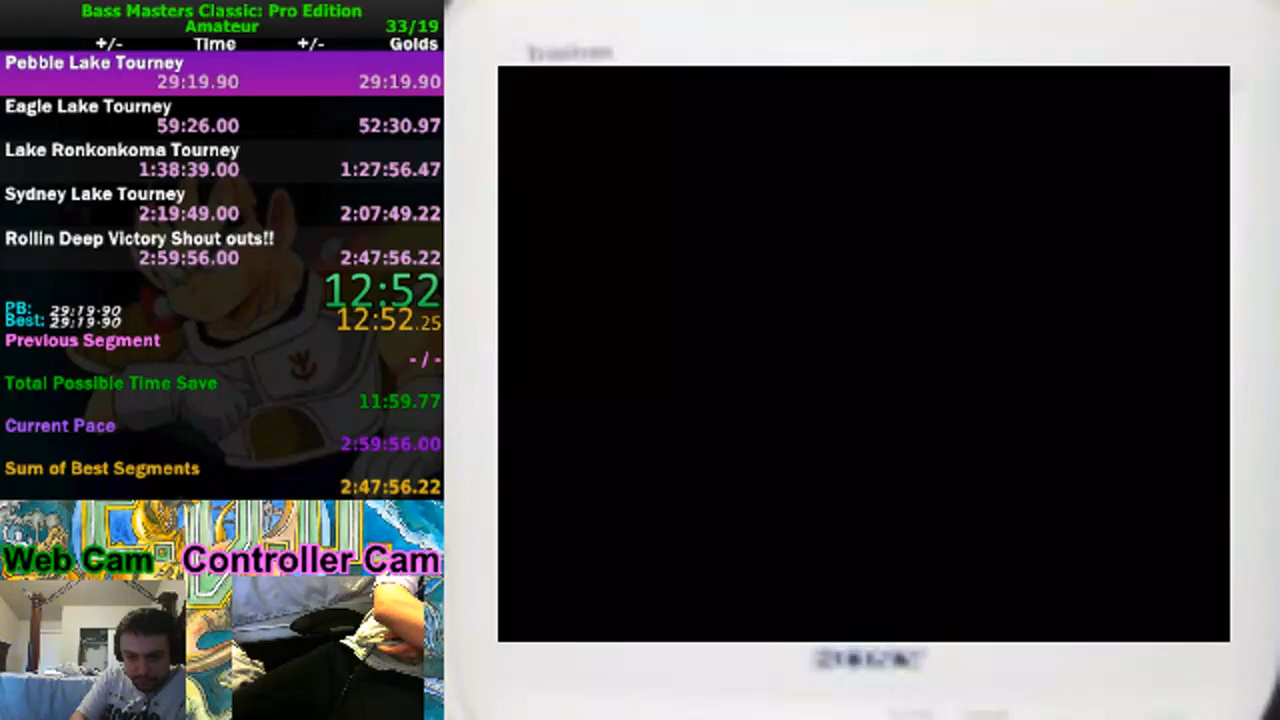 Bass Masters Classic: Pro Edition
Amateur 33/19
+/- Time +/- Golds
Pebble Lake Tourney
29:19.90 29:19.90
Eagle Lake Tourney
59:26.00 52:30.97
Lake Ronkonkoma Tourney
1:38:39.00 1:27:56.47
Sydney Lake Tourney
2:19:49.00 2:07:49.22
Rollin Deep Victory Shout outs!!
2:59:56.00 2:47:56.22
12:52
PB: 29:19.90
Best: 29:19.90
12:52.25
Previous Segment
- / -
Total Possible Time Save
11:59.77
Current Pace
2:59:56.00
Sum of Best Segments
2:47:56.22
Web Cam Controller Cam